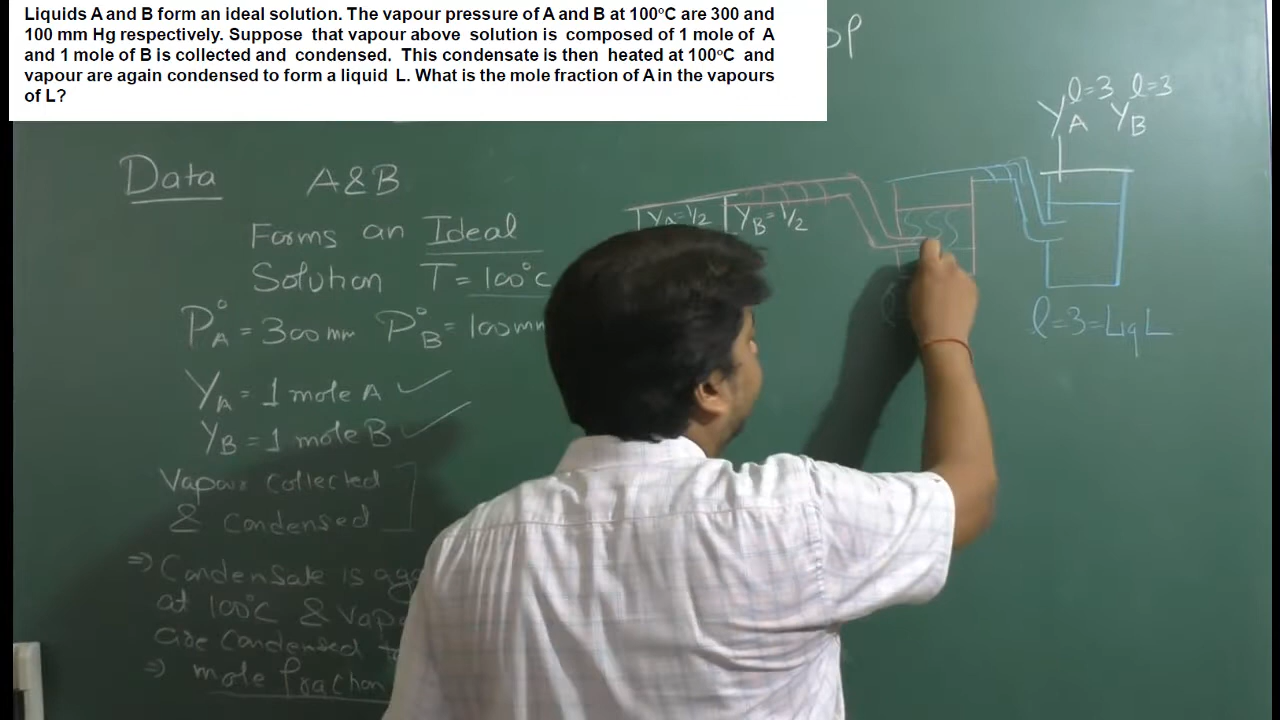 Liquids A and B form an ideal solution. The vapour pressure of A and B at 100°C are 300 and
100 mm Hg respectively. Suppose that vapour above solution is composed of 1 mole of A
and 1 mole of B is collected and condensed. This condensate is then heated at 100°C and
vapour are again condensed to form a liquid L. What is the mole fraction of A in the vapours
of L?
Data A&B
Forms an Ideal
Solution T = 100°C
P°A = 300mm P°B = 100mm
YA = 1 mole A ✓
YB = 1 mole B ✓
Vapour Collected
& Condensed
⇒ Condensate is
at 100°C &
are Condensed
⇒ mole fraction
YA = 1/2 YB = 1/2
YA l=3 YB l=3
l=3=Liq L